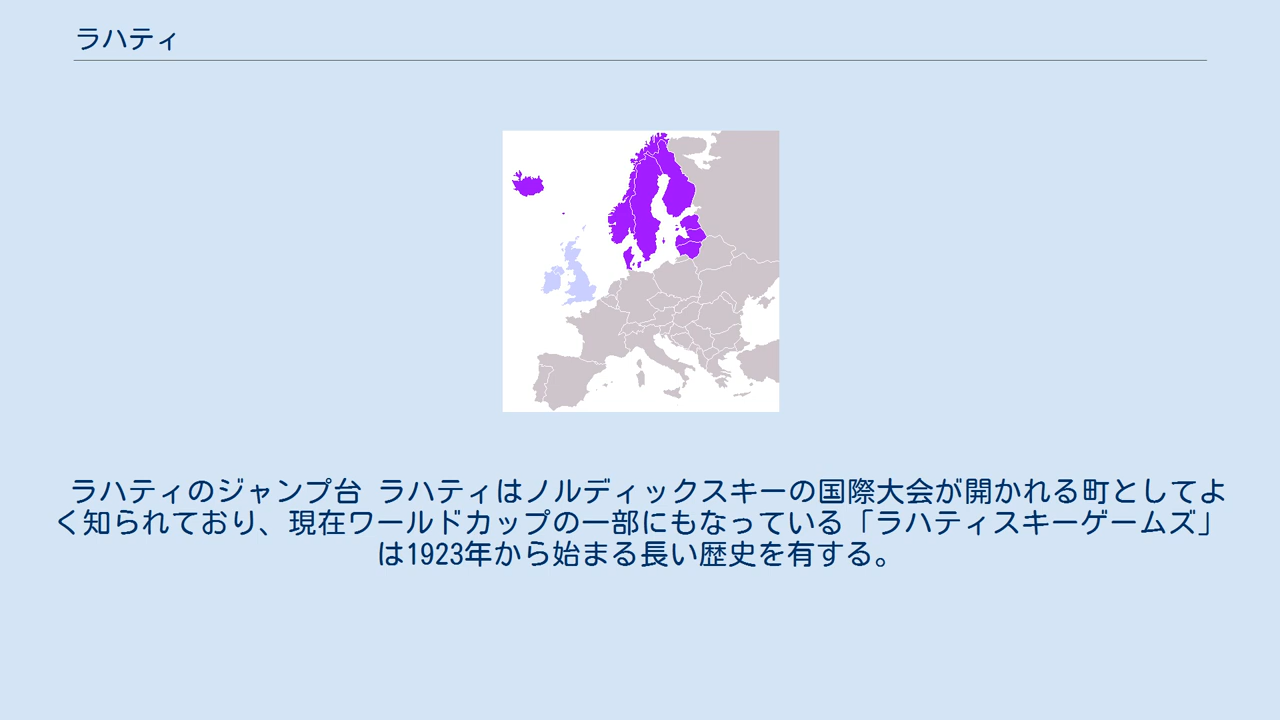 ラハティ
ラハティのジャンプ台 ラハティはノルディックスキーの国際大会が開かれる町としてよ
く知られており、現在ワールドカップの一部にもなっている「ラハティスキーゲームズ」
は1923年から始まる長い歴史を有する。